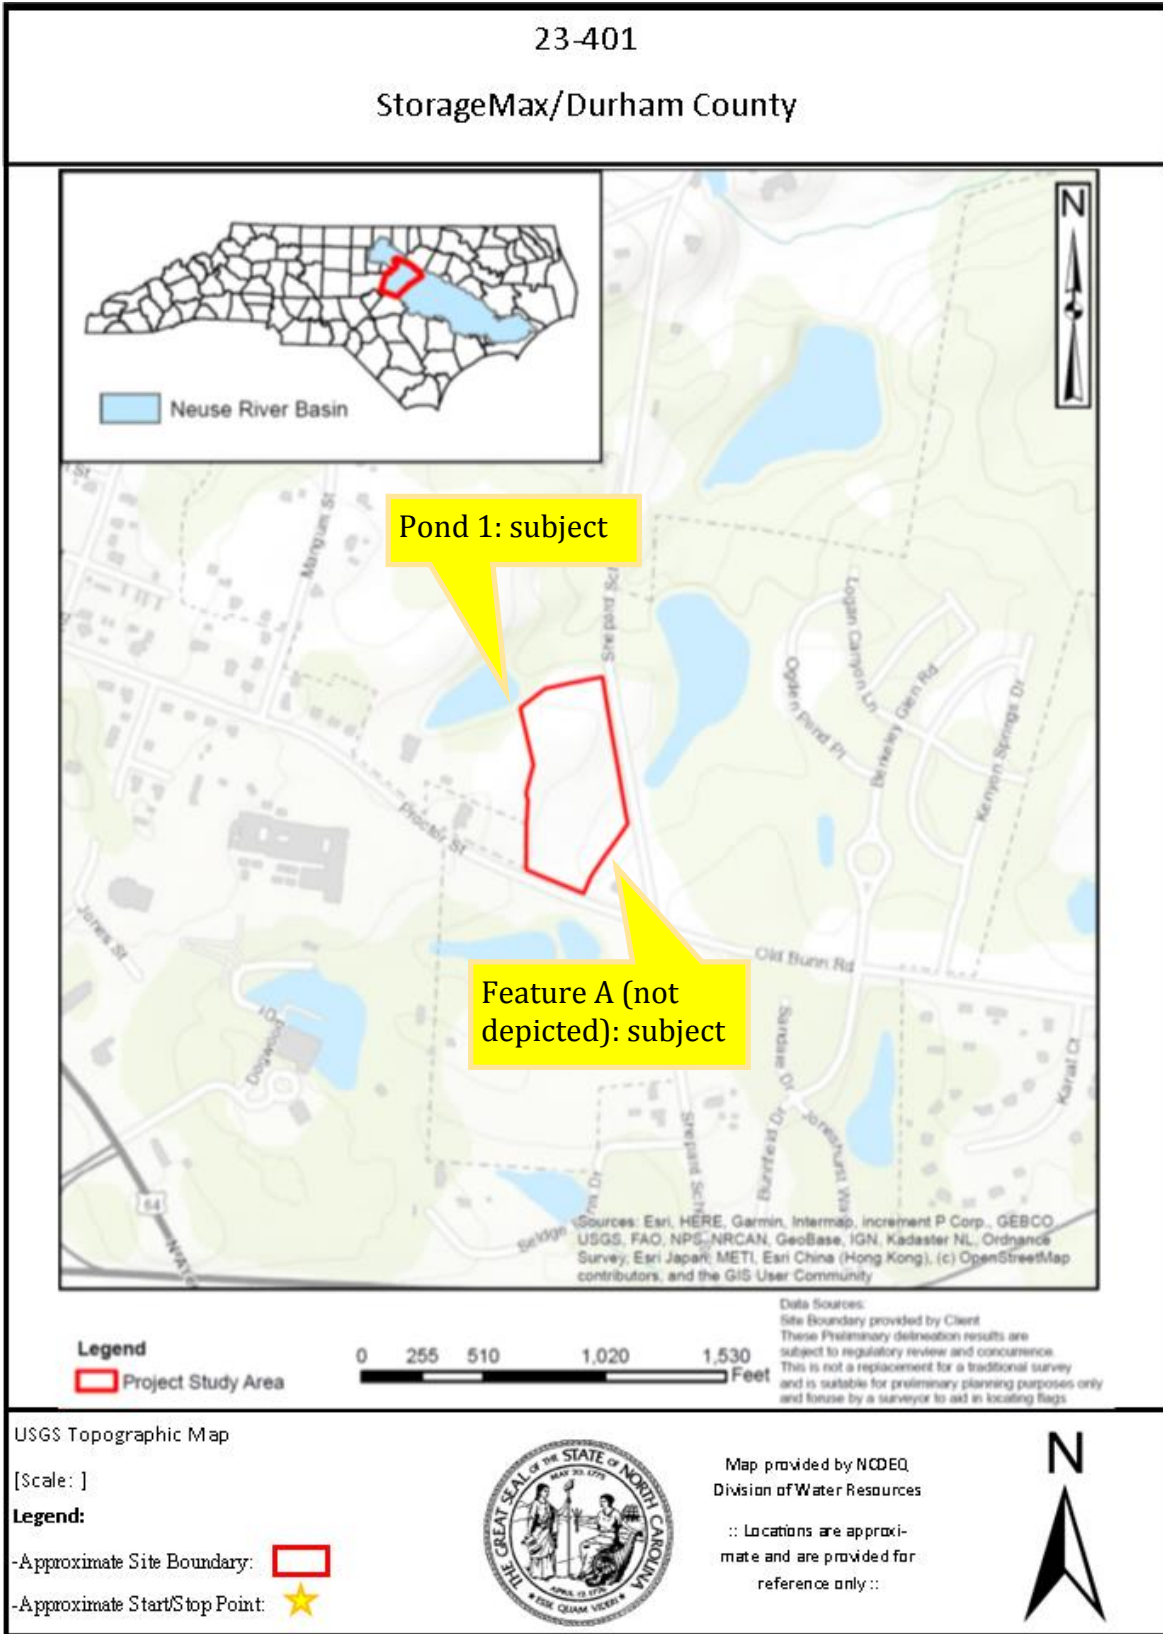 23-401
StorageMax/Durham County
N
Neuse River Basin
Pond 1: subject
Mangum St
Shepard Sch
Logan Canyon Ln
Ogden Pond Pl
Berkeley Glen Rd
Kenyon Springs Dr
Proctor St
Jones St
Old Bunn Rd
Feature A (not
depicted): subject
Dogwood
Sundae Dr
Bunnfield Dr
Joneshurst Wa
Karial Ct
Shepard Sch
64
N Ar
Sources: Esri, HERE, Garmin, Intermap, increment P Corp., GEBCO,
USGS, FAO, NPS, NRCAN, GeoBase, IGN, Kadaster NL, Ordnance
Survey, Esri Japan, METI, Esri China (Hong Kong), (c) OpenStreetMap
contributors, and the GIS User Community
Legend
Project Study Area
0 255 510 1,020 1,530
Feet
Data Sources:
Site Boundary provided by Client
These Preliminary delineation results are
subject to regulatory review and concurrence.
This is not a replacement for a traditional survey
and is suitable for preliminary planning purposes only
and foruse by a surveyor to aid in locating flags
USGS Topographic Map
[Scale: ]
Legend:
-Approximate Site Boundary:
-Approximate Start/Stop Point:
THE GREAT SEAL OF THE STATE OF NORTH CAROLINA
MAY 20, 1775
APRIL 12, 1776
ESSE QUAM VIDERI
Map provided by NCDEQ,
Division of Water Resources
:: Locations are approxi-
mate and are provided for
reference only ::
N